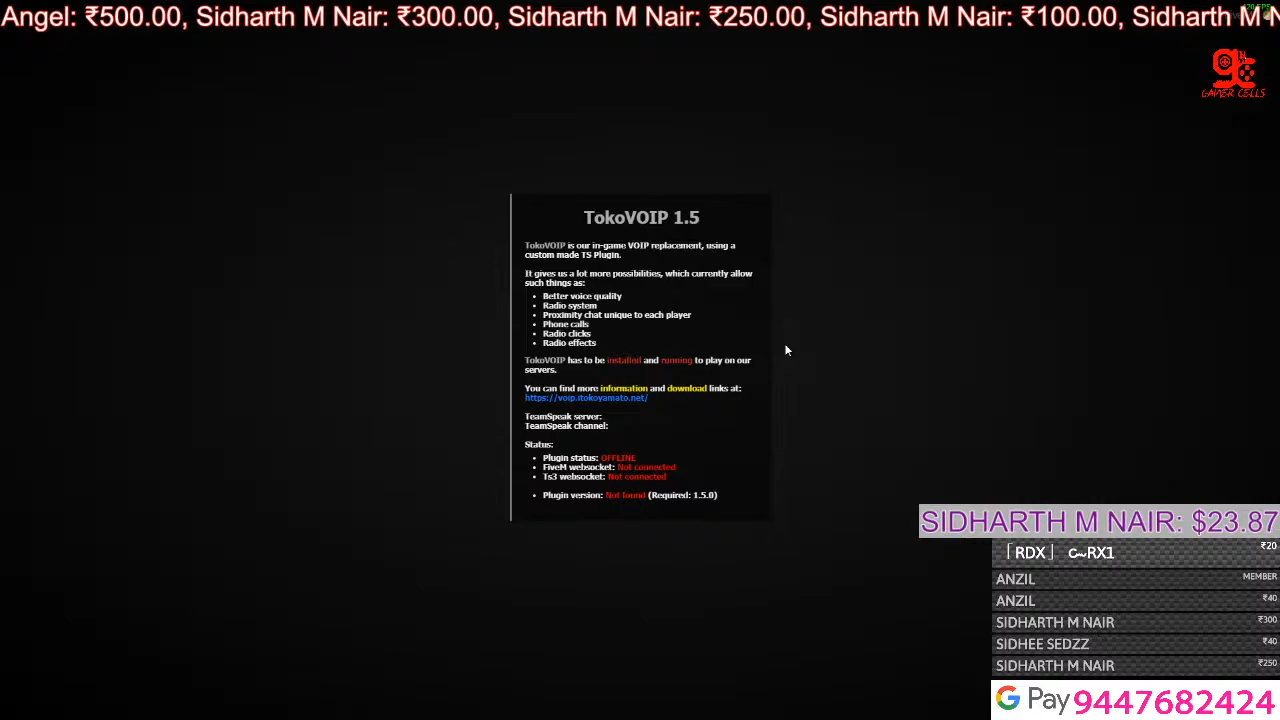 Angel: ₹500.00, Sidharth M Nair: ₹300.00, Sidharth M Nair: ₹250.00, Sidharth M Nair: ₹100.00, Sidharth M N
GAMER CELLS
TokoVOIP 1.5
TokoVOIP is our in-game VOIP replacement, using a
custom made TS Plugin.
It gives us a lot more possibilities, which currently allow
such things as:
• Better voice quality
• Radio system
• Proximity chat unique to each player
• Phone calls
• Radio clicks
• Radio effects
TokoVOIP has to be installed and running to play on our
servers.
You can find more information and download links at:
https://voip.itokoyamato.net/
TeamSpeak server:
TeamSpeak channel:
Status:
• Plugin status: OFFLINE
• FiveM websocket: Not connected
• Ts3 websocket: Not connected
• Plugin version: Not found (Required: 1.5.0)
SIDHARTH M NAIR: $23.87
「RDX」 ᓚᘏRX1 ₹20
ANZIL MEMBER
ANZIL ₹40
SIDHARTH M NAIR ₹300
SIDHEE SEDZZ ₹40
SIDHARTH M NAIR ₹250
G Pay 9447682424